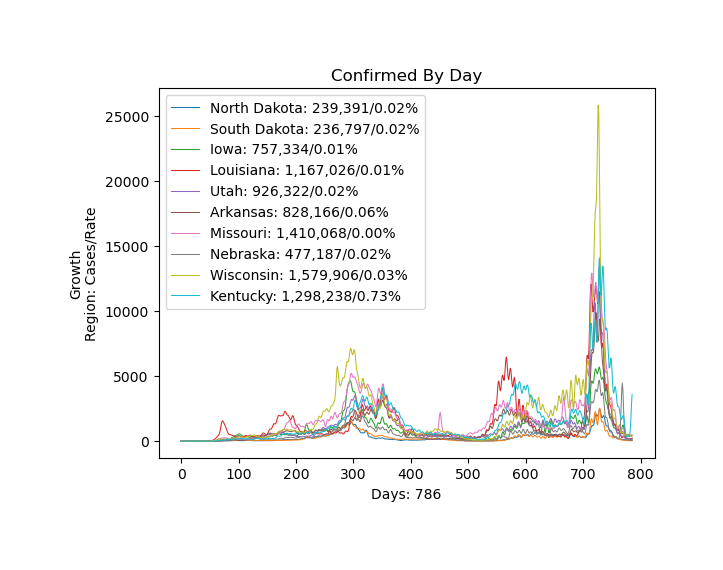 Confirmed By Day
Growth
Region: Cases/Rate
25000
20000
15000
10000
5000
0
North Dakota: 239,391/0.02%
South Dakota: 236,797/0.02%
Iowa: 757,334/0.01%
Louisiana: 1,167,026/0.01%
Utah: 926,322/0.02%
Arkansas: 828,166/0.06%
Missouri: 1,410,068/0.00%
Nebraska: 477,187/0.02%
Wisconsin: 1,579,906/0.03%
Kentucky: 1,298,238/0.73%
0 100 200 300 400 500 600 700 800
Days: 786